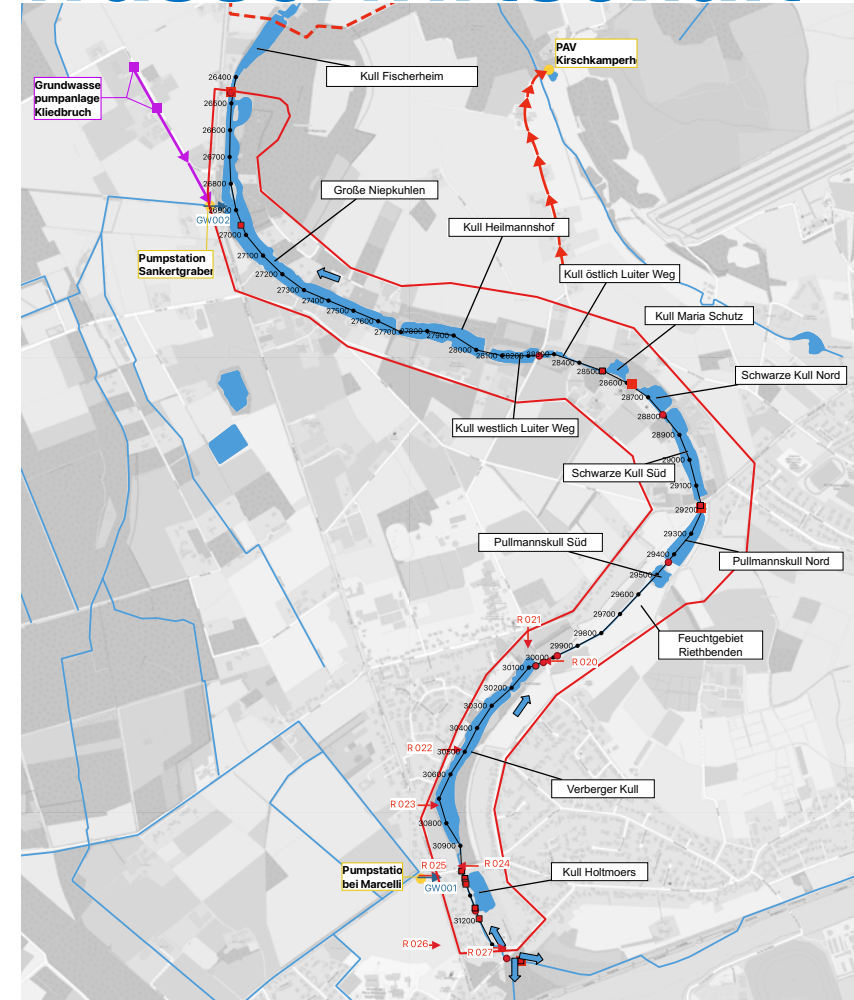 Kull Fischerheim
PAV
Kirschkamperh
Grundwasse
pumpanlage
Kliedbruch
26400
26500
26600
26700
26800
26900
GW002
27000
Große Niepkuhlen
Kull Heilmannshof
Pumpstation
Sankertgraben
27100
27200
27300
27400
27500
27600
27700
27800
27900
28000
28100
28200
28300
28400
28500
28600
28700
28800
28900
29000
29100
29200
29300
29400
29500
29600
29700
29800
29900
30000
30100
30200
30300
30400
30500
30600
30800
30900
31200
Kull östlich Luiter Weg
Kull Maria Schutz
Schwarze Kull Nord
Kull westlich Luiter Weg
Schwarze Kull Süd
Pullmannskull Süd
Pullmannskull Nord
Feuchtgebiet
Riethbenden
R 021
R 020
R 022
Verberger Kull
R 023
R 025
R 024
Pumpstatio
bei Marcelli
GW001
Kull Holtmoers
R 026
R 027